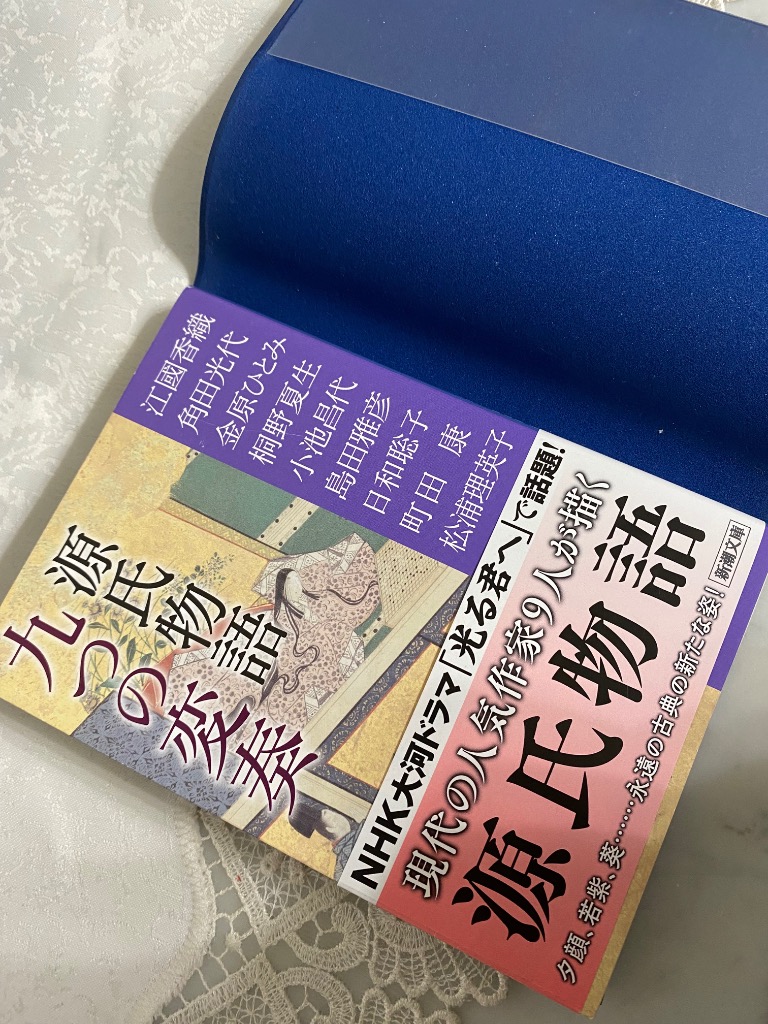 江國香織
角田光代
金原ひとみ
桐野夏生
小池昌代
島田雅彦
日和聡子
町田 康
松浦理英子
源氏物語
九つの変奏
NHK大河ドラマ「光る君へ」で話題!
現代の人気作家9人が描く
源氏物語
夕顔、若紫、葵……永遠の古典の新たな姿!
新潮文庫